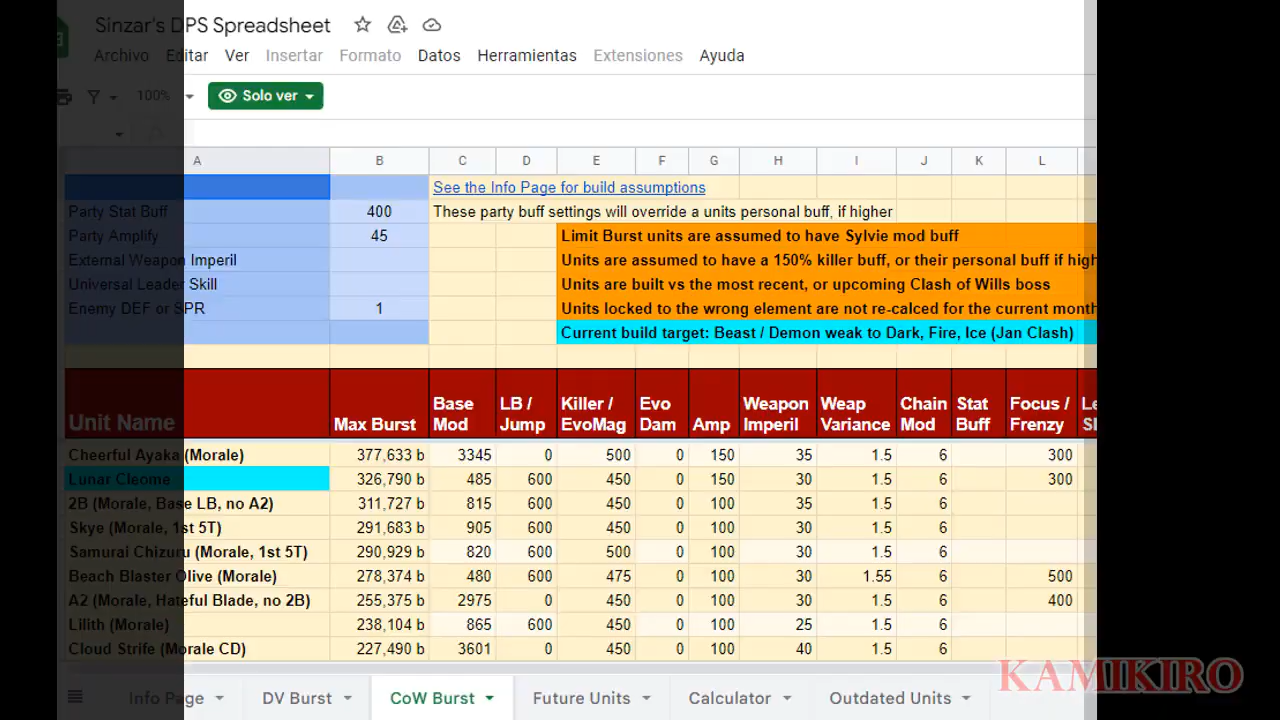 Sinzar's DPS Spreadsheet
Archivo Editar Ver Insertar Formato Datos Herramientas Extensiones Ayuda
100% Solo ver
A B C D E F G H I J K L
See the Info Page for build assumptions
Party Stat Buff 400 These party buff settings will override a units personal buff, if higher
Party Amplify 45 Limit Burst units are assumed to have Sylvie mod buff
External Weapon Imperil Units are assumed to have a 150% killer buff, or their personal buff if high
Universal Leader Skill Units are built vs the most recent, or upcoming Clash of Wills boss
Enemy DEF or SPR 1 Units locked to the wrong element are not re-calced for the current month
Current build target: Beast / Demon weak to Dark, Fire, Ice (Jan Clash)
Base LB / Killer / Evo Weapon Weap Chain Stat Focus / Le
Unit Name Max Burst Mod Jump EvoMag Dam Amp Imperil Variance Mod Buff Frenzy
Cheerful Ayaka (Morale) 377,633 b 3345 0 500 0 150 35 1.5 6 300
Lunar Cleome 326,790 b 485 600 450 0 150 30 1.5 6 300
2B (Morale, Base LB, no A2) 311,727 b 815 600 450 0 100 35 1.5 6
Skye (Morale, 1st 5T) 291,683 b 905 600 450 0 100 30 1.5 6
Samurai Chizuru (Morale, 1st 5T) 290,929 b 820 600 500 0 100 30 1.5 6
Beach Blaster Olive (Morale) 278,374 b 480 600 475 0 100 30 1.55 6 500
A2 (Morale, Hateful Blade, no 2B) 255,375 b 2975 0 450 0 100 30 1.5 6 400
Lilith (Morale) 238,104 b 865 600 450 0 100 25 1.5 6
Cloud Strife (Morale CD) 227,490 b 3601 0 450 0 100 40 1.5 6
KAMIKIRO
Info Page DV Burst CoW Burst Future Units Calculator Outdated Units